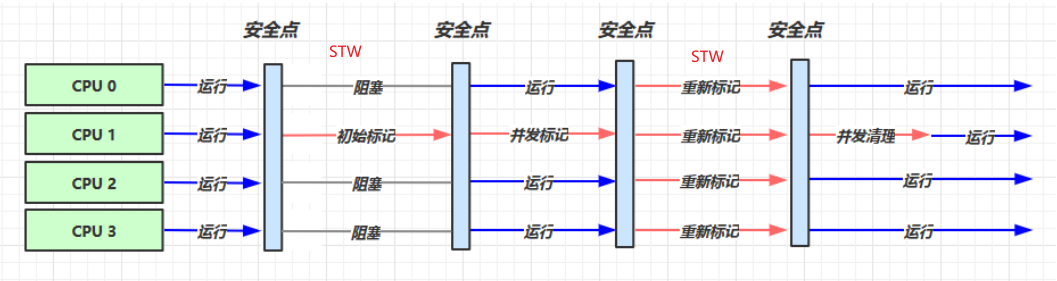 安全点 安全点 安全点 安全点
STW STW
CPU 0 运行 阻塞 运行 重新标记 运行
CPU 1 运行 初始标记 并发标记 重新标记 并发清理 运行
CPU 2 运行 阻塞 运行 重新标记 运行
CPU 3 运行 阻塞 运行 重新标记 运行